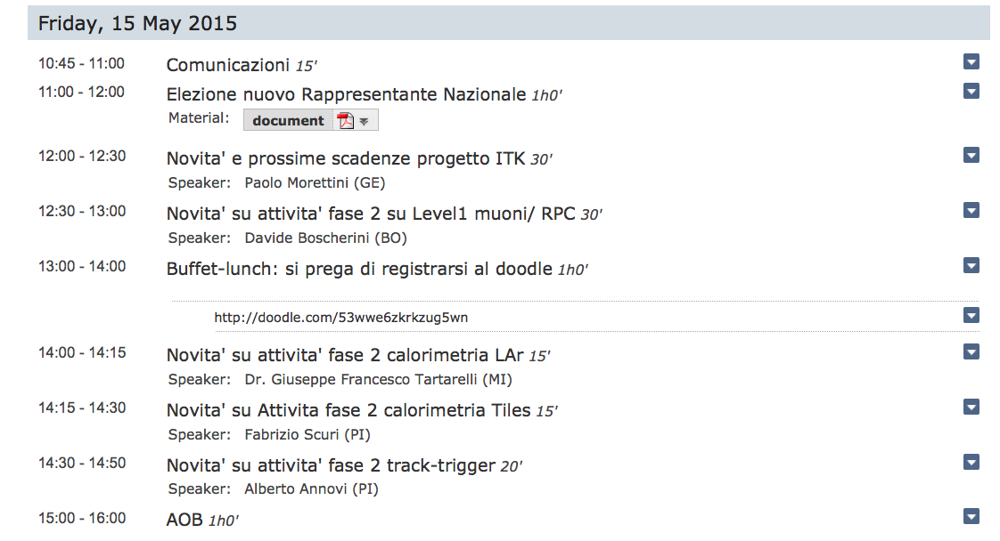 Friday, 15 May 2015
10:45 - 11:00 Comunicazioni 15'
11:00 - 12:00 Elezione nuovo Rappresentante Nazionale 1h0'
Material: document
12:00 - 12:30 Novita' e prossime scadenze progetto ITK 30'
Speaker: Paolo Morettini (GE)
12:30 - 13:00 Novita' su attivita' fase 2 su Level1 muoni/ RPC 30'
Speaker: Davide Boscherini (BO)
13:00 - 14:00 Buffet-lunch: si prega di registrarsi al doodle 1h0'
http://doodle.com/53wwe6zkrkzug5wn
14:00 - 14:15 Novita' su attivita' fase 2 calorimetria LAr 15'
Speaker: Dr. Giuseppe Francesco Tartarelli (MI)
14:15 - 14:30 Novita' su Attivita fase 2 calorimetria Tiles 15'
Speaker: Fabrizio Scuri (PI)
14:30 - 14:50 Novita' su attivita' fase 2 track-trigger 20'
Speaker: Alberto Annovi (PI)
15:00 - 16:00 AOB 1h0'